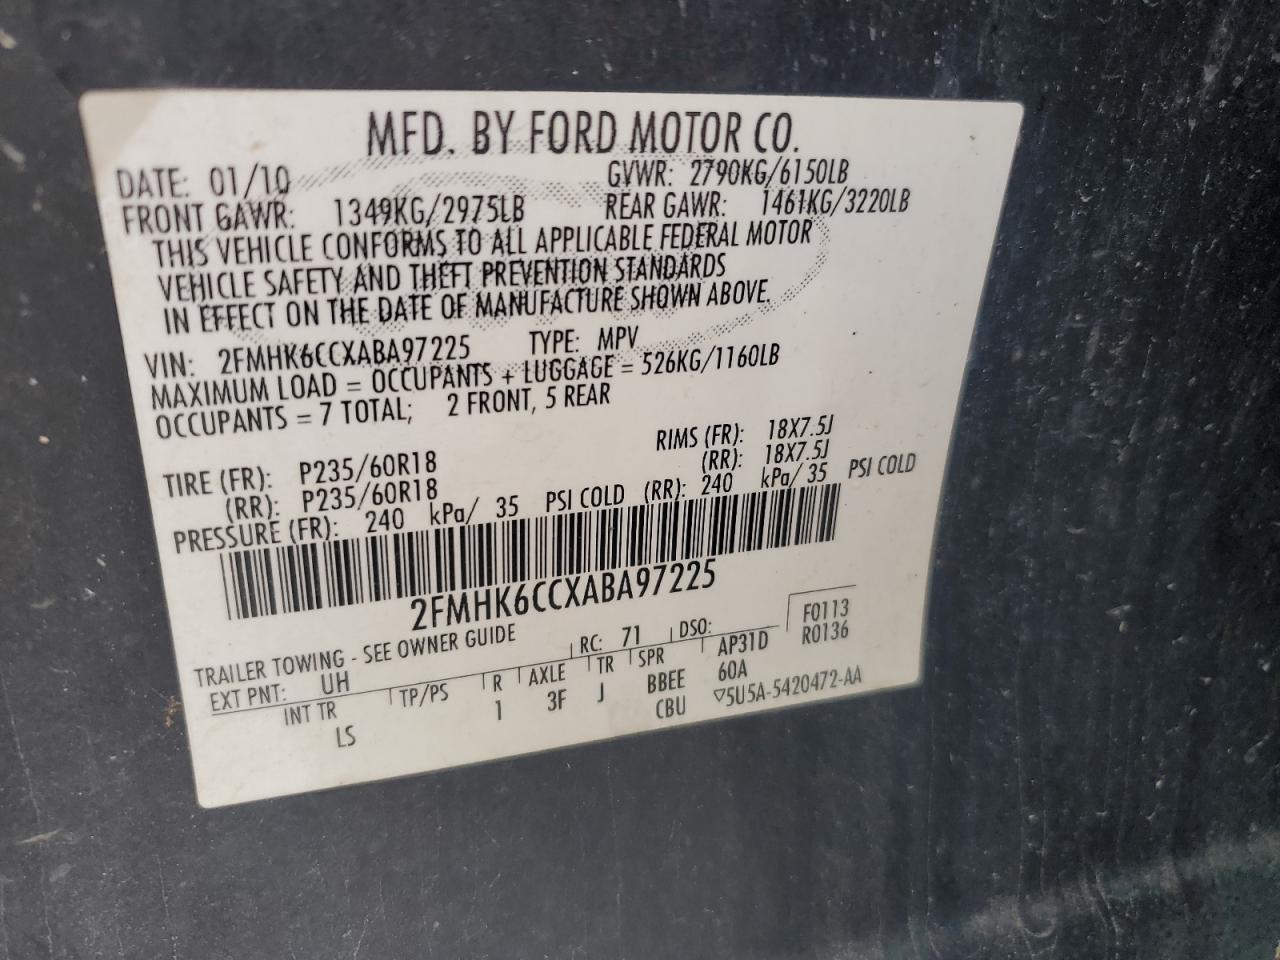 MFD. BY FORD MOTOR CO.
DATE: 01/10 GVWR: 2790KG/6150LB
FRONT GAWR: 1349KG/2975LB REAR GAWR: 1461KG/3220LB
THIS VEHICLE CONFORMS TO ALL APPLICABLE FEDERAL MOTOR
VEHICLE SAFETY AND THEFT PREVENTION STANDARDS
IN EFFECT ON THE DATE OF MANUFACTURE SHOWN ABOVE.
VIN: 2FMHK6CCXABA97225 TYPE: MPV
MAXIMUM LOAD = OCCUPANTS + LUGGAGE = 526KG/1160LB
OCCUPANTS = 7 TOTAL; 2 FRONT, 5 REAR
TIRE (FR): P235/60R18 RIMS (FR): 18X7.5J
(RR): P235/60R18 (RR): 18X7.5J
PRESSURE (FR): 240 kPa/ 35 PSI COLD (RR): 240 kPa/ 35 PSI COLD
2FMHK6CCXABA97225
TRAILER TOWING - SEE OWNER GUIDE RC: 71 DSO: F0113
EXT PNT: UH AP31D R0136
INT TR TP/PS R AXLE TR SPR 60A
LS 1 3F J BBEE
CBU ▽5U5A-5420472-AA